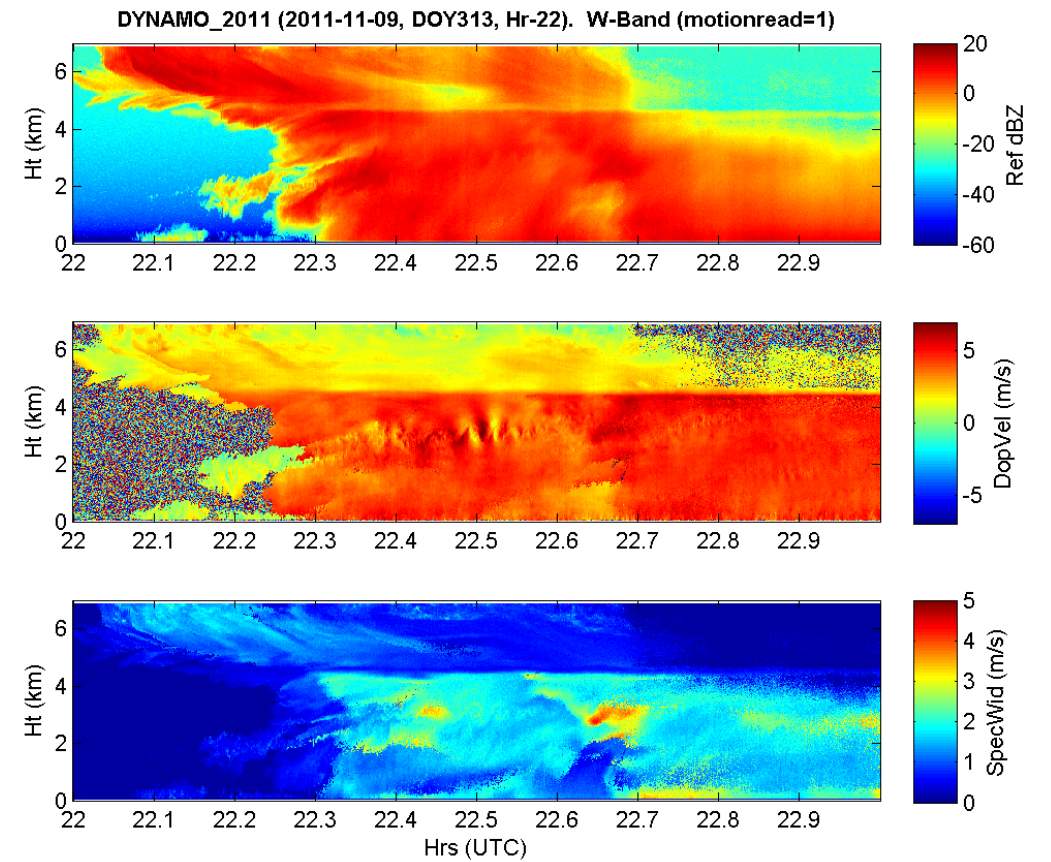 DYNAMO_2011 (2011-11-09, DOY313, Hr-22).  W-Band (motionread=1)
6
4
2
0
Ht (km)
22 22.1 22.2 22.3 22.4 22.5 22.6 22.7 22.8 22.9
20
0
-20
-40
-60
Ref dBZ
6
4
2
0
Ht (km)
22 22.1 22.2 22.3 22.4 22.5 22.6 22.7 22.8 22.9
5
0
-5
DopVel (m/s)
6
4
2
0
Ht (km)
22 22.1 22.2 22.3 22.4 22.5 22.6 22.7 22.8 22.9
Hrs (UTC)
5
4
3
2
1
0
SpecWid (m/s)